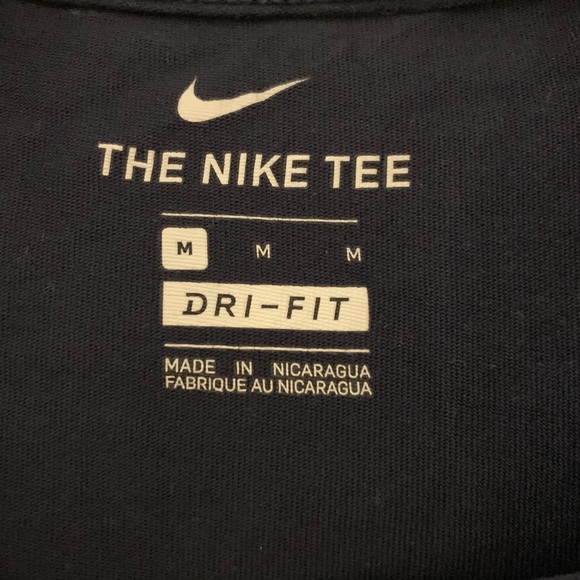 THE NIKE TEE
M M M
DRI-FIT
MADE IN NICARAGUA
FABRIQUE AU NICARAGUA